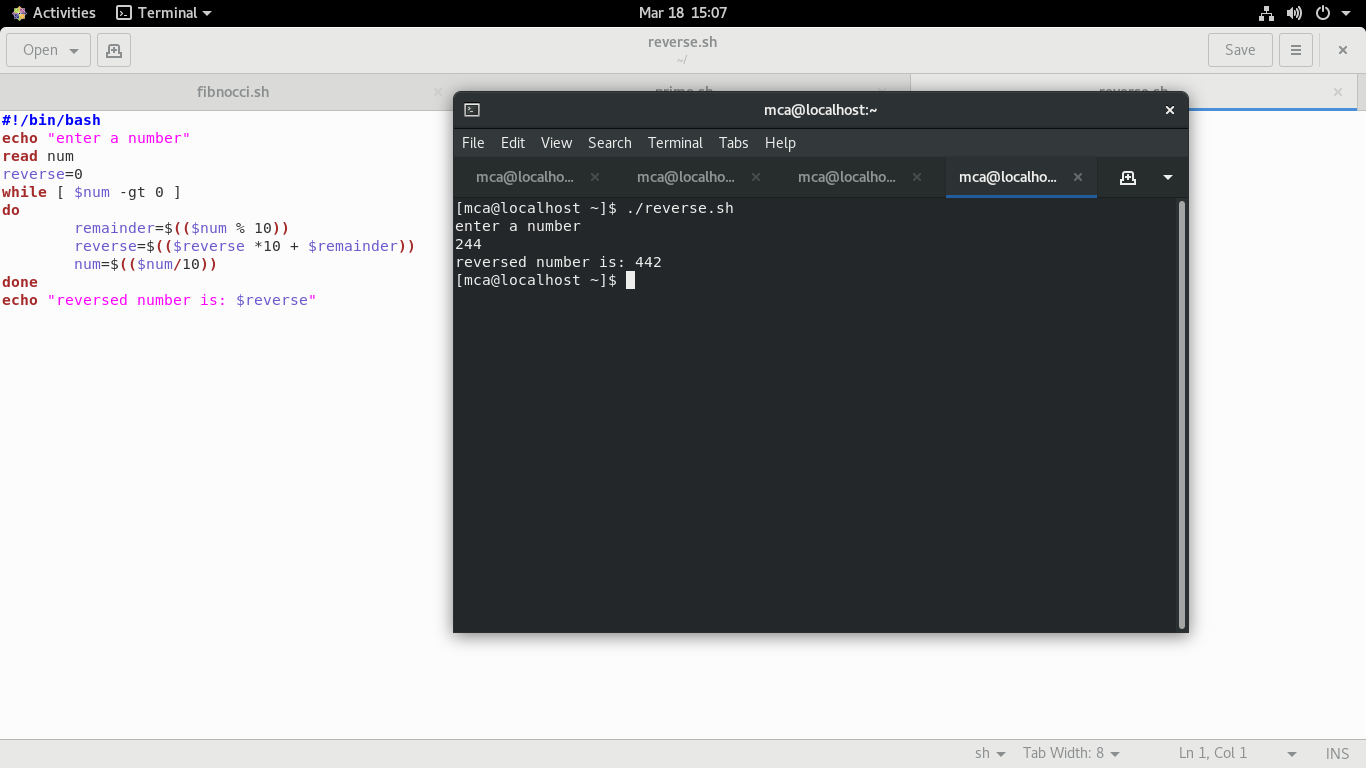 Activities Terminal Mar 18 15:07
Open reverse.sh Save
~/
fibnocci.sh prime.sh reverse.sh
#!/bin/bash
echo "enter a number"
read num
reverse=0
while [ $num -gt 0 ]
do
remainder=$(($num % 10))
reverse=$(($reverse *10 + $remainder))
num=$(($num/10))
done
echo "reversed number is: $reverse"
mca@localhost:~
File Edit View Search Terminal Tabs Help
mca@localho... mca@localho... mca@localho... mca@localho...
[mca@localhost ~]$ ./reverse.sh
enter a number
244
reversed number is: 442
[mca@localhost ~]$
sh Tab Width: 8 Ln 1, Col 1 INS